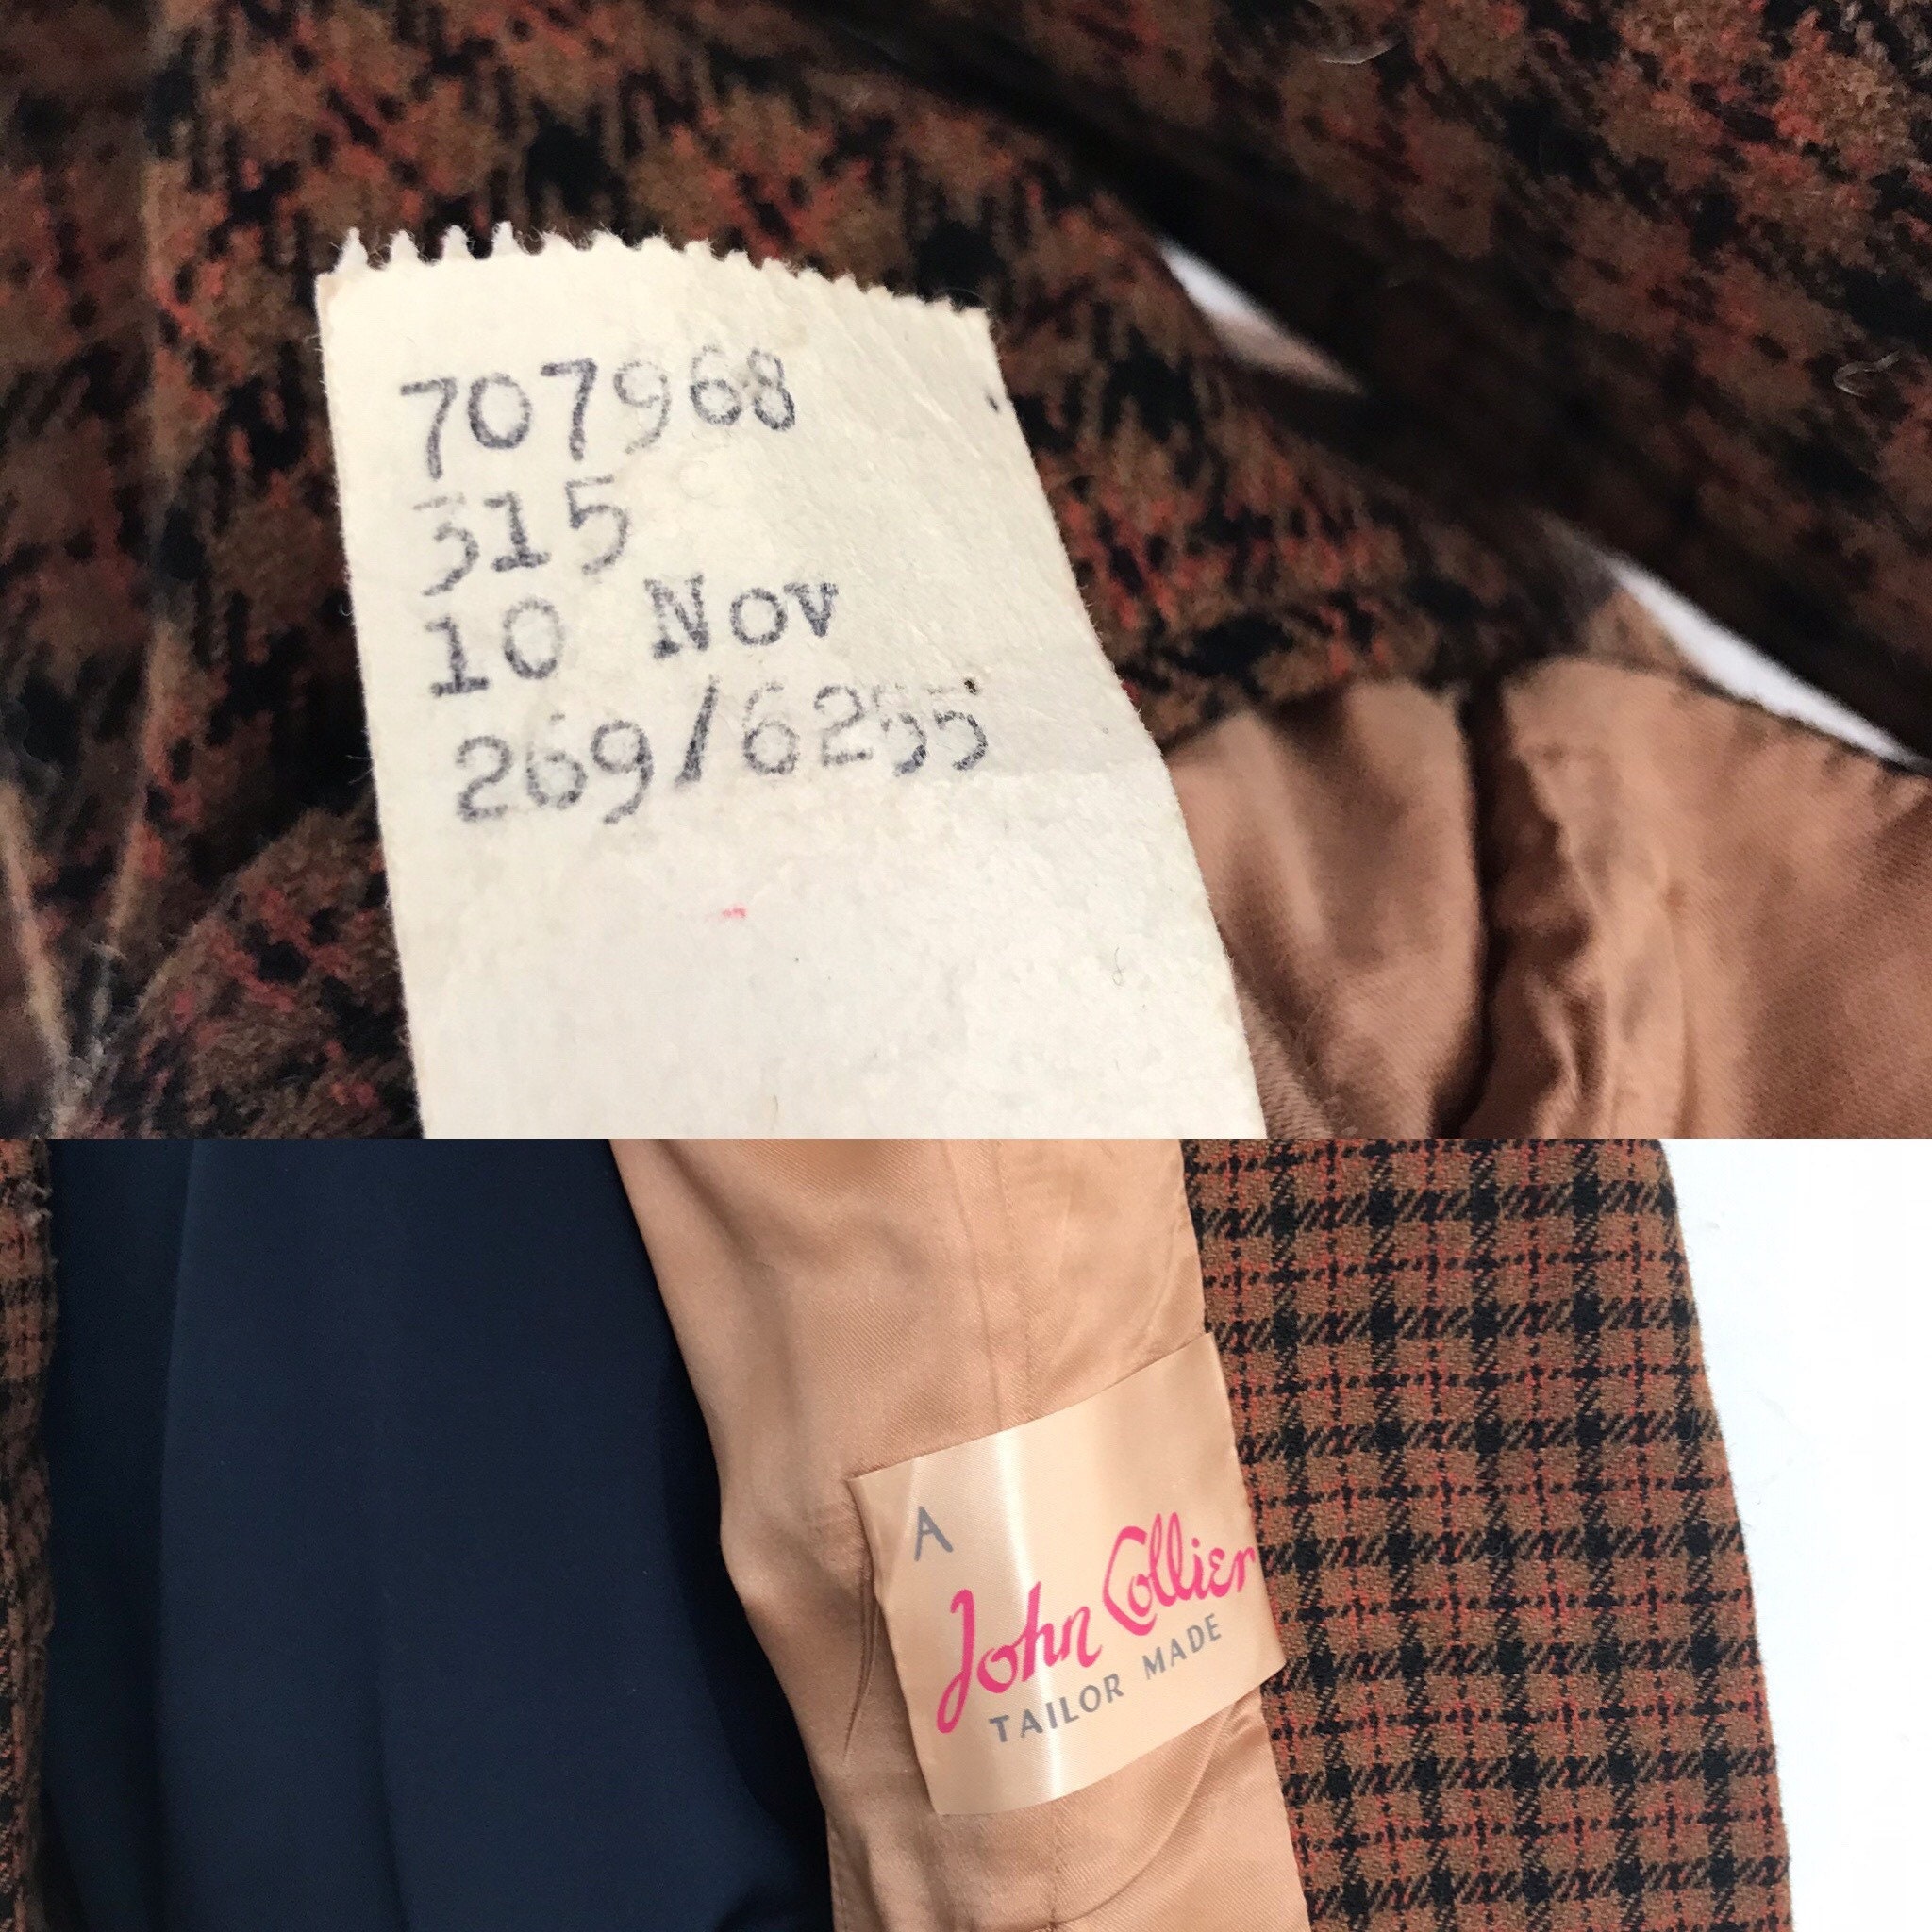 707968
315
10 Nov
269/6255
A
John Collier
TAILOR MADE